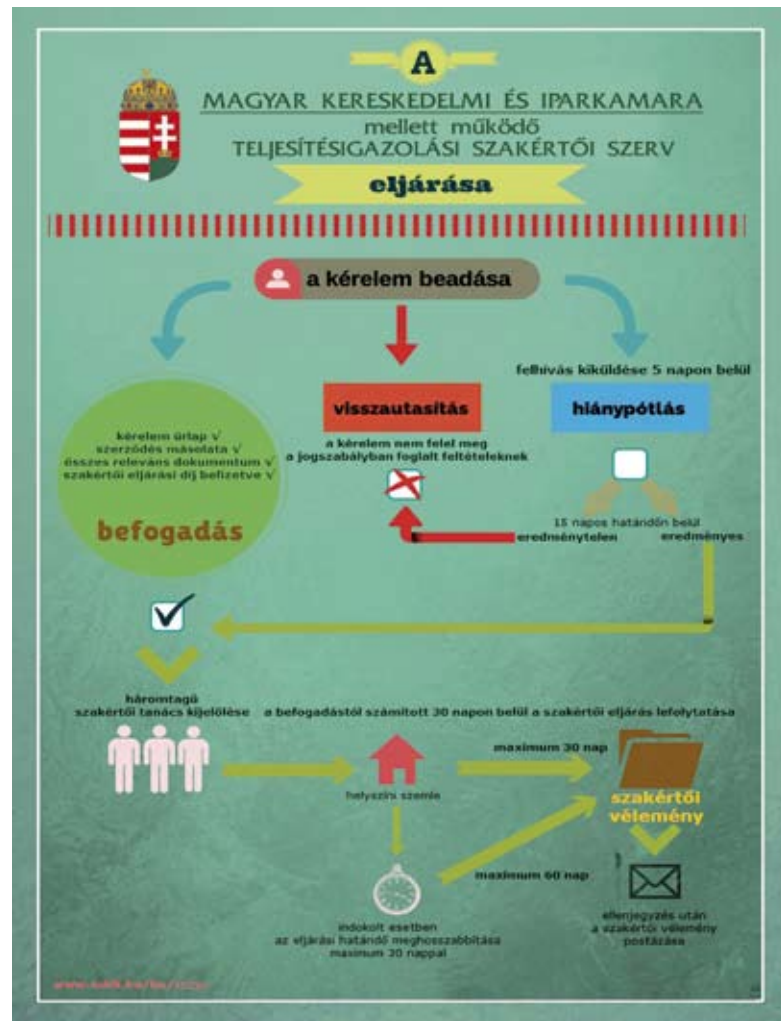 A
MAGYAR KERESKEDELMI ÉS IPARKAMARA
mellett működő
TELJESÍTÉSIGAZOLÁSI SZAKÉRTŐI SZERV
eljárása
a kérelem beadása
felhívás kiküldése 5 napon belül
visszautasítás
hiánypótlás
a kérelem nem felel meg
a jogszabályban foglalt feltételeknek
kérelem űrlap √
szerződés másolata √
összes releváns dokumentum √
szakértői eljárási díj befizetve √
befogadás
15 napos határidőn belül
eredménytelen
eredményes
háromtagú
szakértői tanács kijelölése
a befogadástól számított 30 napon belül a szakértői eljárás lefolytatása
maximum 30 nap
helyszíni szemle
szakértői
vélemény
maximum 60 nap
indokolt esetben
az eljárási határidő meghosszabbítása
maximum 30 nappal
ellenjegyzés után
a szakértői vélemény
postázása